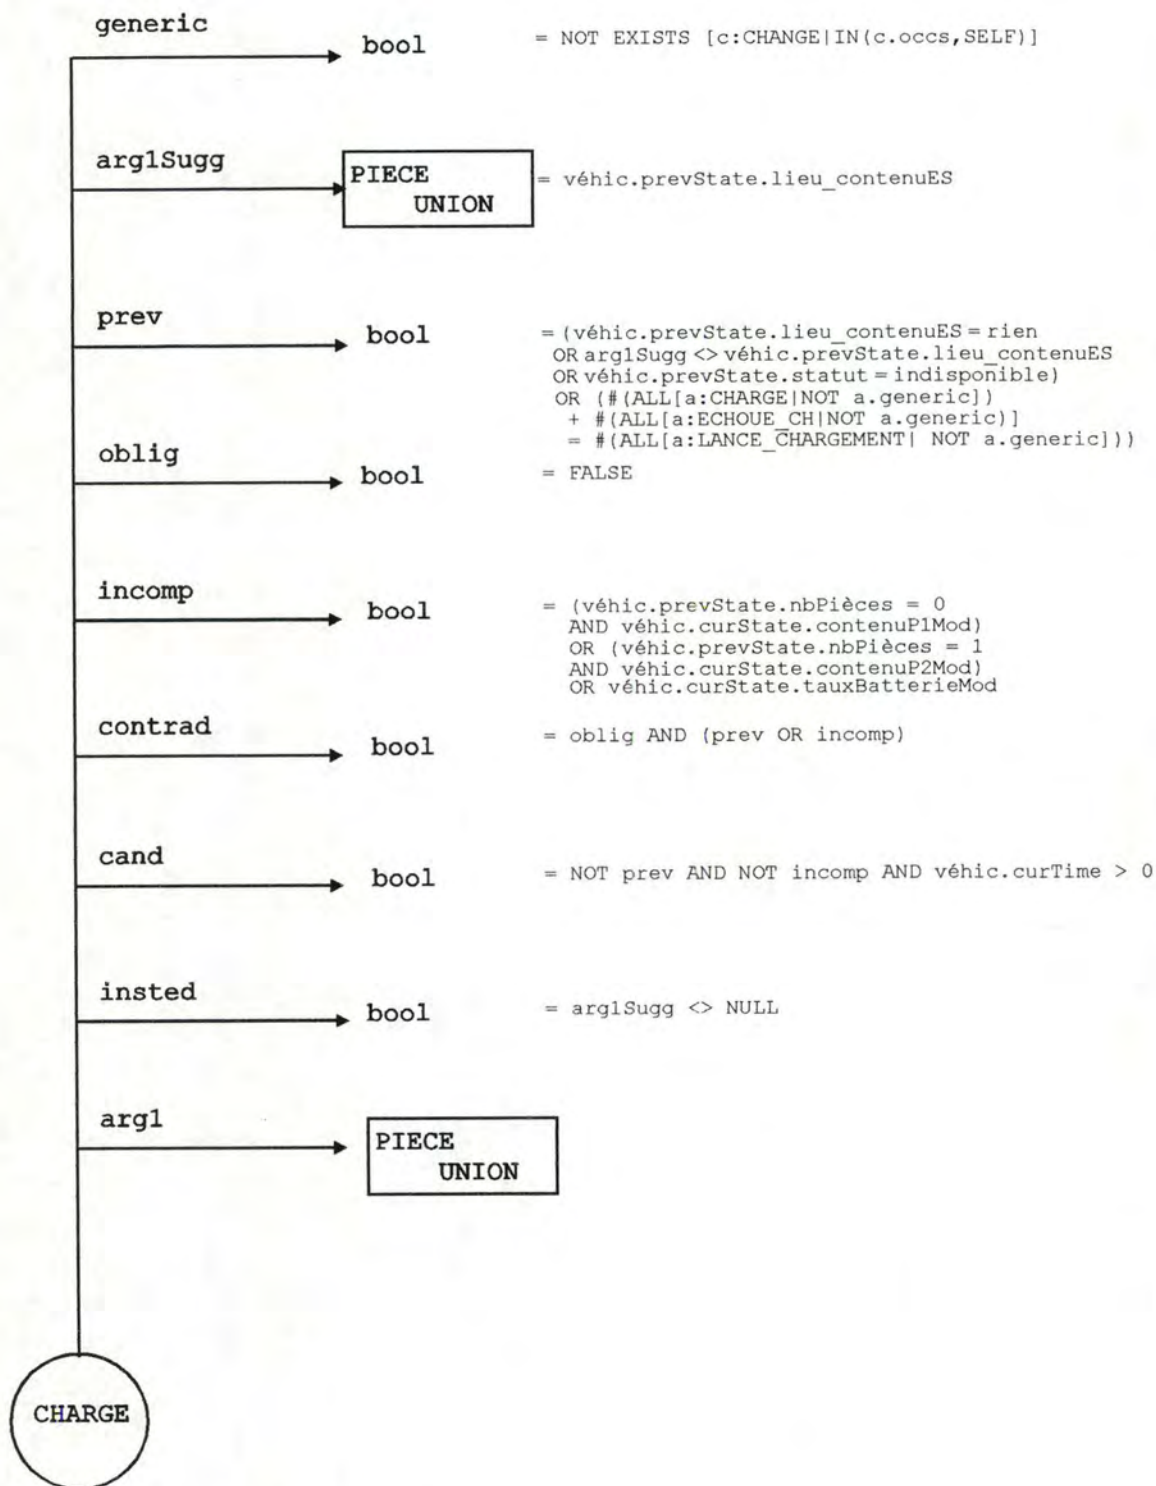 generic
bool
= NOT EXISTS [c:CHANGE|IN(c.occs,SELF)]
arg1Sugg
PIECE
UNION
= véhic.prevState.lieu_contenuES
prev
bool
= (véhic.prevState.lieu_contenuES = rien
OR arg1Sugg <> véhic.prevState.lieu_contenuES
OR véhic.prevState.statut = indisponible)
OR (#(ALL[a:CHARGE|NOT a.generic])
+ #(ALL[a:ECHOUE_CH|NOT a.generic)]
= #(ALL[a:LANCE_CHARGEMENT| NOT a.generic]))
oblig
bool
= FALSE
incomp
bool
= (véhic.prevState.nbPièces = 0
AND véhic.curState.contenuP1Mod)
OR (véhic.prevState.nbPièces = 1
AND véhic.curState.contenuP2Mod)
OR véhic.curState.tauxBatterieMod
contrad
bool
= oblig AND (prev OR incomp)
cand
bool
= NOT prev AND NOT incomp AND véhic.curTime > 0
insted
bool
= arg1Sugg <> NULL
arg1
PIECE
UNION
CHARGE